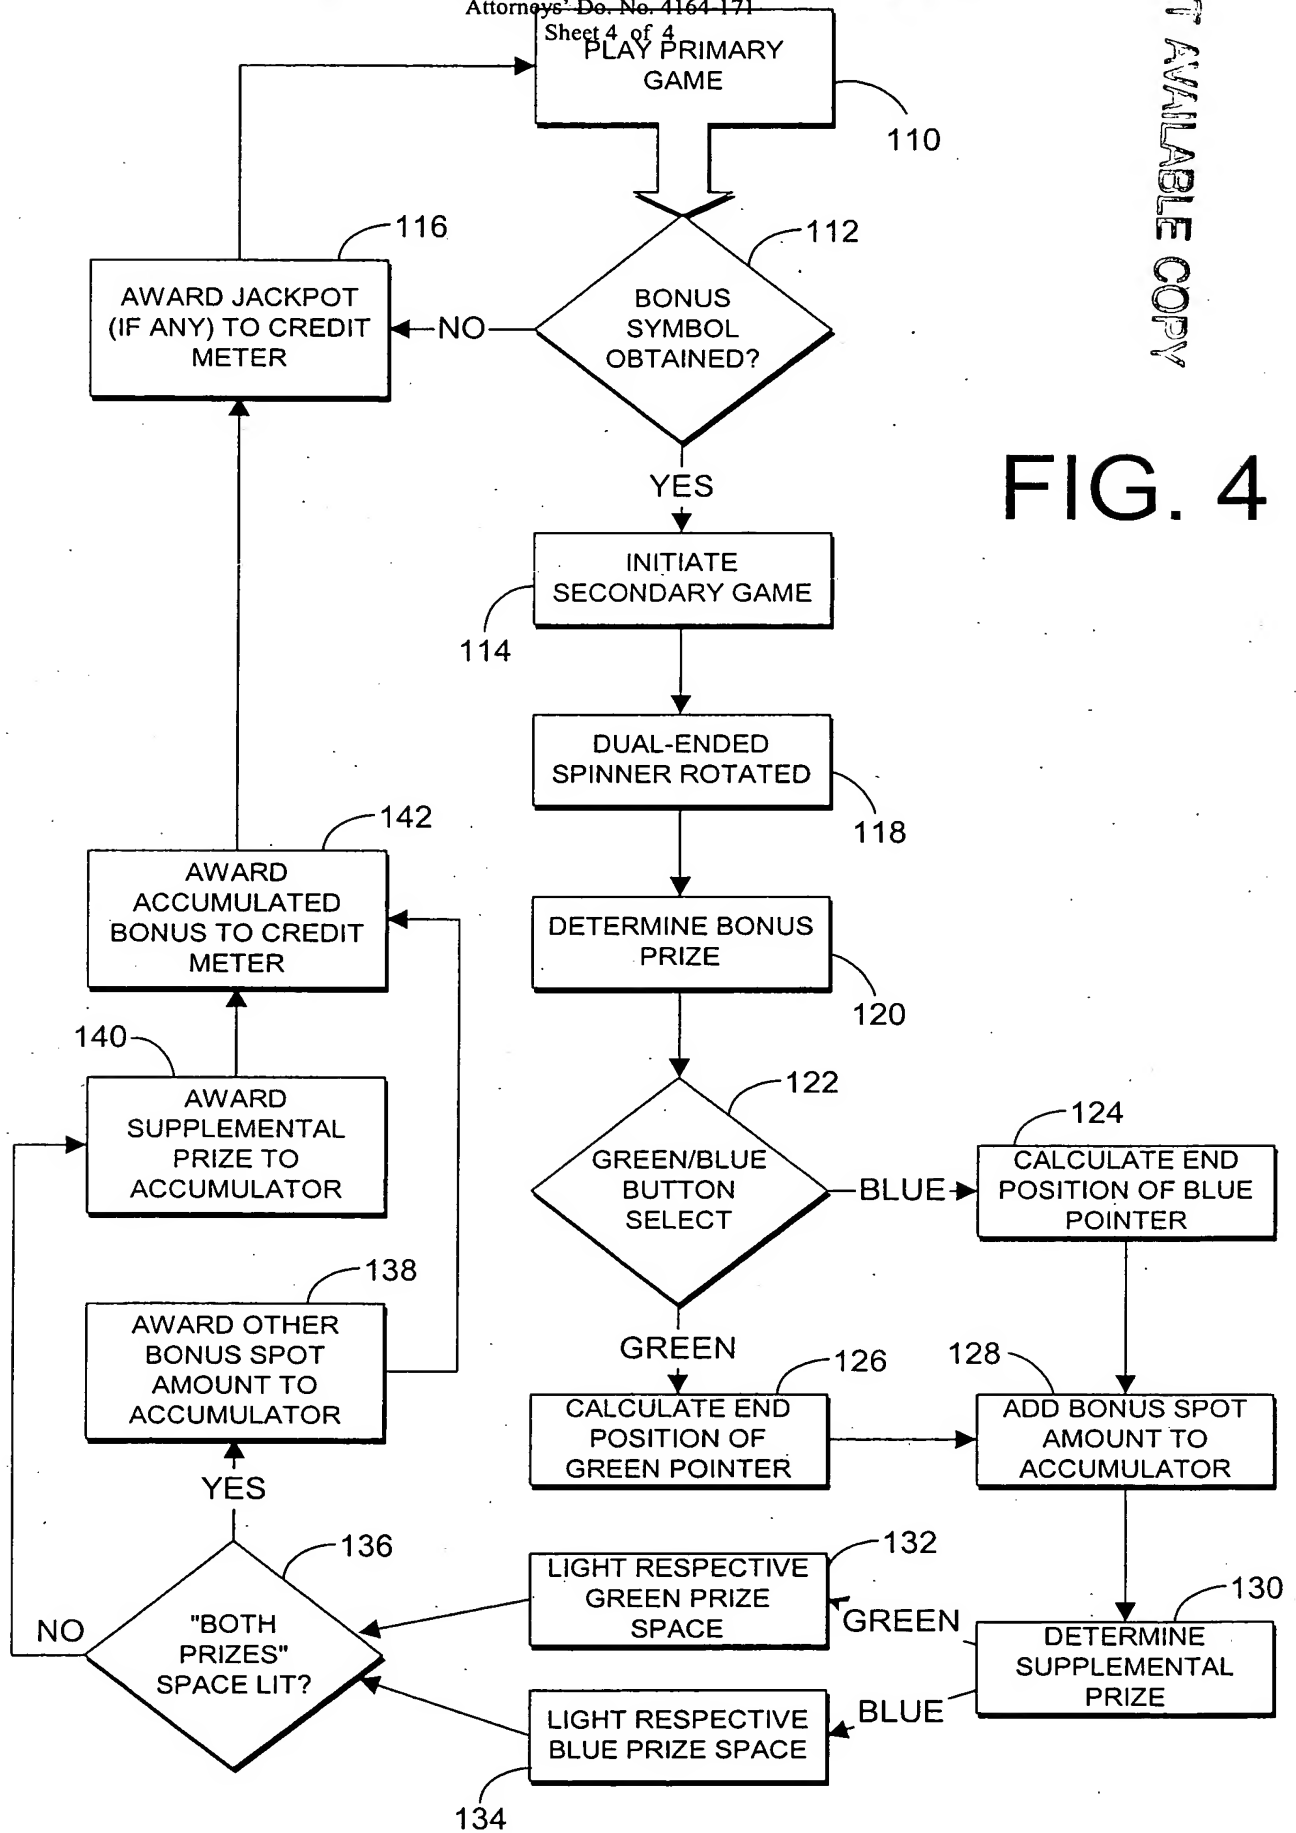 Attorneys' Do. No. 4164-171
Sheet 4 of 4
PLAY PRIMARY
GAME
110
AVAILABLE COPY
116
112
AWARD JACKPOT
(IF ANY) TO CREDIT
METER
NO
BONUS
SYMBOL
OBTAINED?
FIG. 4
YES
INITIATE
SECONDARY GAME
114
DUAL-ENDED
SPINNER ROTATED
118
142
AWARD
ACCUMULATED
BONUS TO CREDIT
METER
DETERMINE BONUS
PRIZE
120
140
AWARD
SUPPLEMENTAL
PRIZE TO
ACCUMULATOR
122
GREEN/BLUE
BUTTON
SELECT
BLUE
124
CALCULATE END
POSITION OF BLUE
POINTER
138
AWARD OTHER
BONUS SPOT
AMOUNT TO
ACCUMULATOR
GREEN
126
CALCULATE END
POSITION OF
GREEN POINTER
128
ADD BONUS SPOT
AMOUNT TO
ACCUMULATOR
YES
136
"BOTH
PRIZES"
SPACE LIT?
NO
132
LIGHT RESPECTIVE
GREEN PRIZE
SPACE
GREEN
130
DETERMINE
SUPPLEMENTAL
PRIZE
BLUE
LIGHT RESPECTIVE
BLUE PRIZE SPACE
134